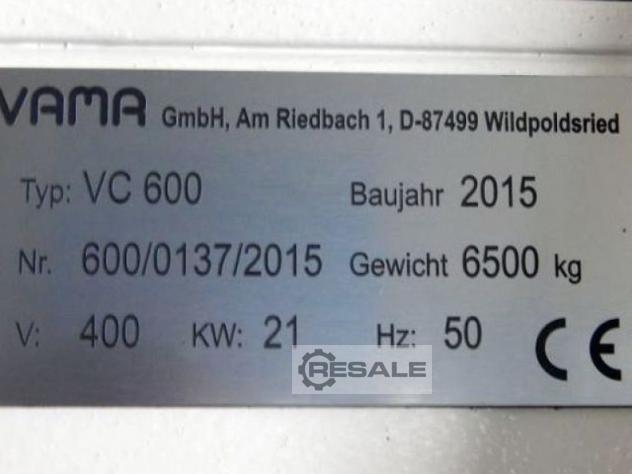 VAMA GmbH, Am Riedbach 1, D-87499 Wildpoldsried
Typ: VC 600 Baujahr 2015
Nr. 600/0137/2015 Gewicht 6500 kg
V: 400 KW: 21 Hz: 50 CE
RESALE